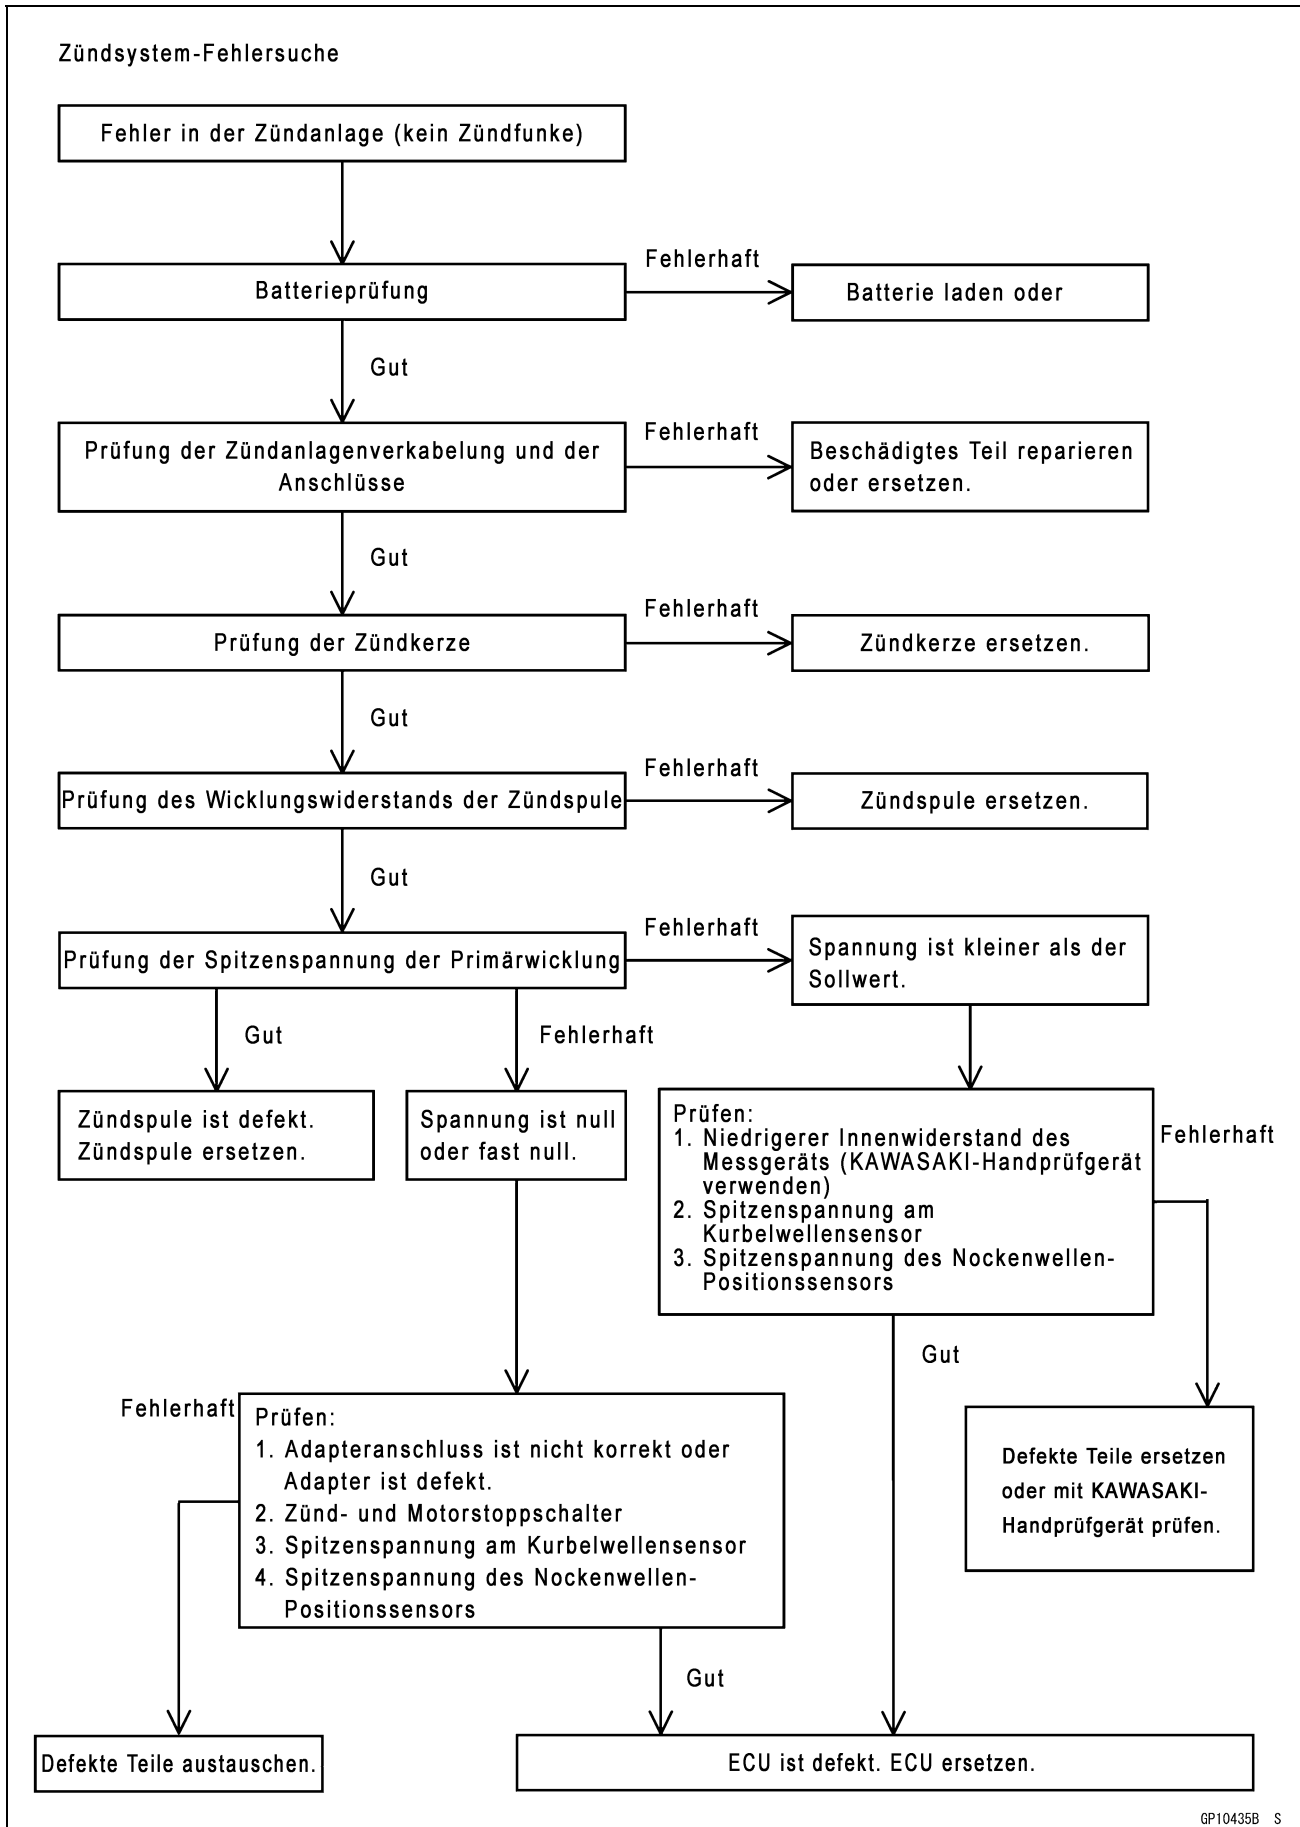 Zündsystem-Fehlersuche
Fehler in der Zündanlage (kein Zündfunke)
Batterieprüfung
Fehlerhaft
Batterie laden oder
Gut
Prüfung der Zündanlagenverkabelung und der
Anschlüsse
Fehlerhaft
Beschädigtes Teil reparieren
oder ersetzen.
Gut
Prüfung der Zündkerze
Fehlerhaft
Zündkerze ersetzen.
Gut
Prüfung des Wicklungswiderstands der Zündspule
Fehlerhaft
Zündspule ersetzen.
Gut
Prüfung der Spitzenspannung der Primärwicklung
Fehlerhaft
Spannung ist kleiner als der
Sollwert.
Gut
Fehlerhaft
Zündspule ist defekt.
Zündspule ersetzen.
Spannung ist null
oder fast null.
Prüfen:
1. Niedrigerer Innenwiderstand des
Messgeräts (KAWASAKI-Handprüfgerät
verwenden)
2. Spitzenspannung am
Kurbelwellensensor
3. Spitzenspannung des Nockenwellen-
Positionssensors
Fehlerhaft
Gut
Defekte Teile ersetzen
oder mit KAWASAKI-
Handprüfgerät prüfen.
Fehlerhaft
Prüfen:
1. Adapteranschluss ist nicht korrekt oder
Adapter ist defekt.
2. Zünd- und Motorstoppschalter
3. Spitzenspannung am Kurbelwellensensor
4. Spitzenspannung des Nockenwellen-
Positionssensors
Gut
Defekte Teile austauschen.
ECU ist defekt. ECU ersetzen.
GP10435B S